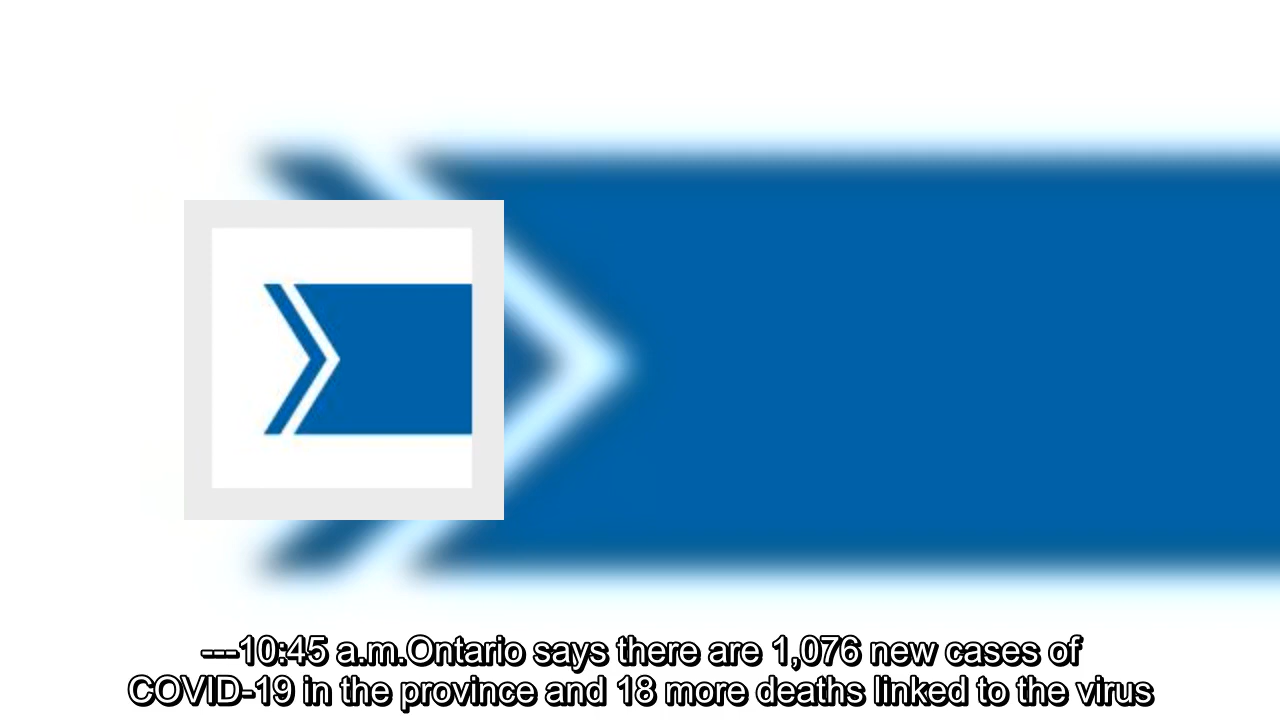 ---10:45 a.m.Ontario says there are 1,076 new cases of
COVID-19 in the province and 18 more deaths linked to the virus